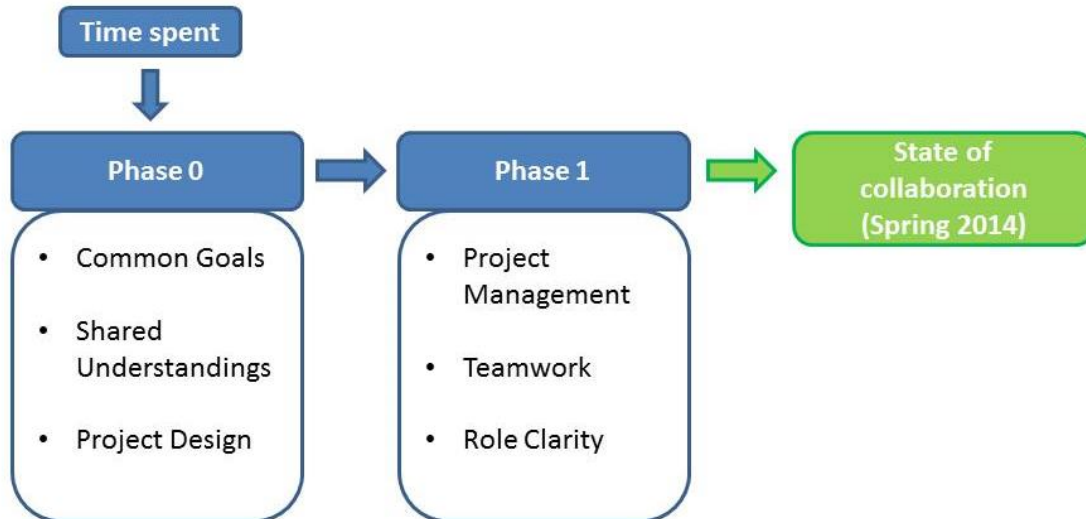 Time spent
Phase 0
• Common Goals
• Shared
Understandings
• Project Design
Phase 1
• Project
Management
• Teamwork
• Role Clarity
State of
collaboration
(Spring 2014)